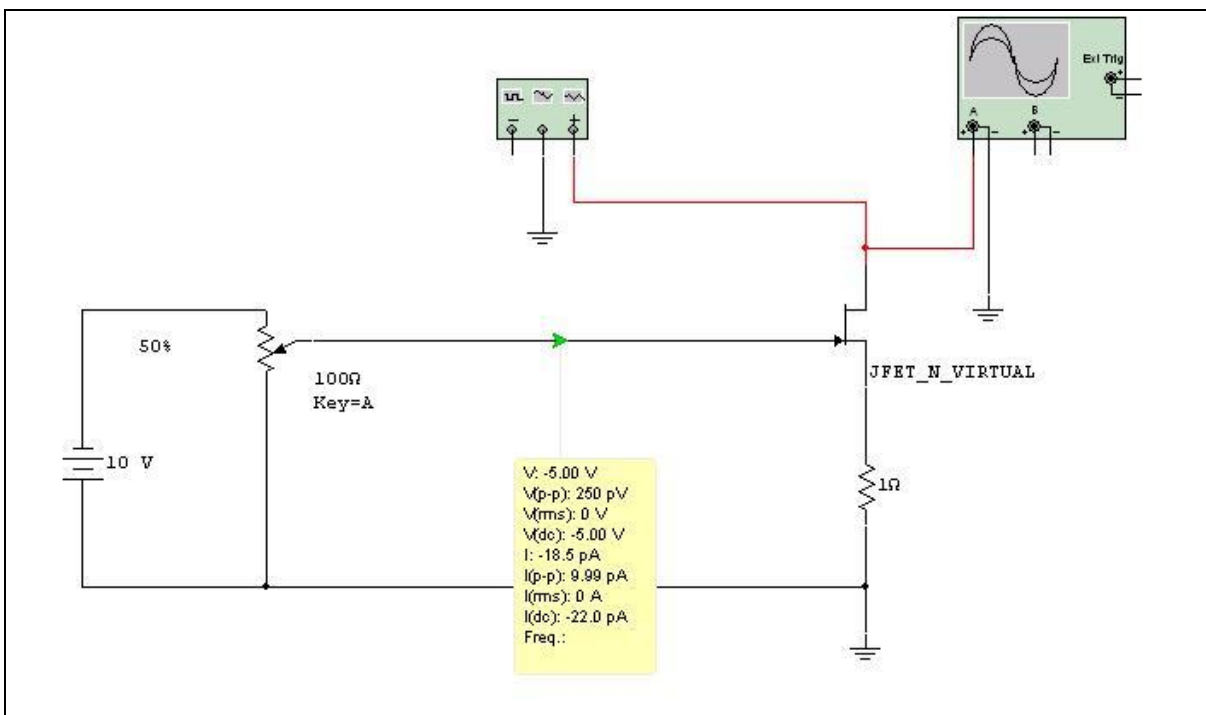 Ext Trig
+
−
A
B
+
−
+
−
−
+
50%
100Ω
Key=A
JFET_N_VIRTUAL
10 V
1Ω
V: -5.00 V
V(p-p): 250 pV
V(rms): 0 V
V(dc): -5.00 V
I: -18.5 pA
I(p-p): 9.99 pA
I(rms): 0 A
I(dc): -22.0 pA
Freq.: